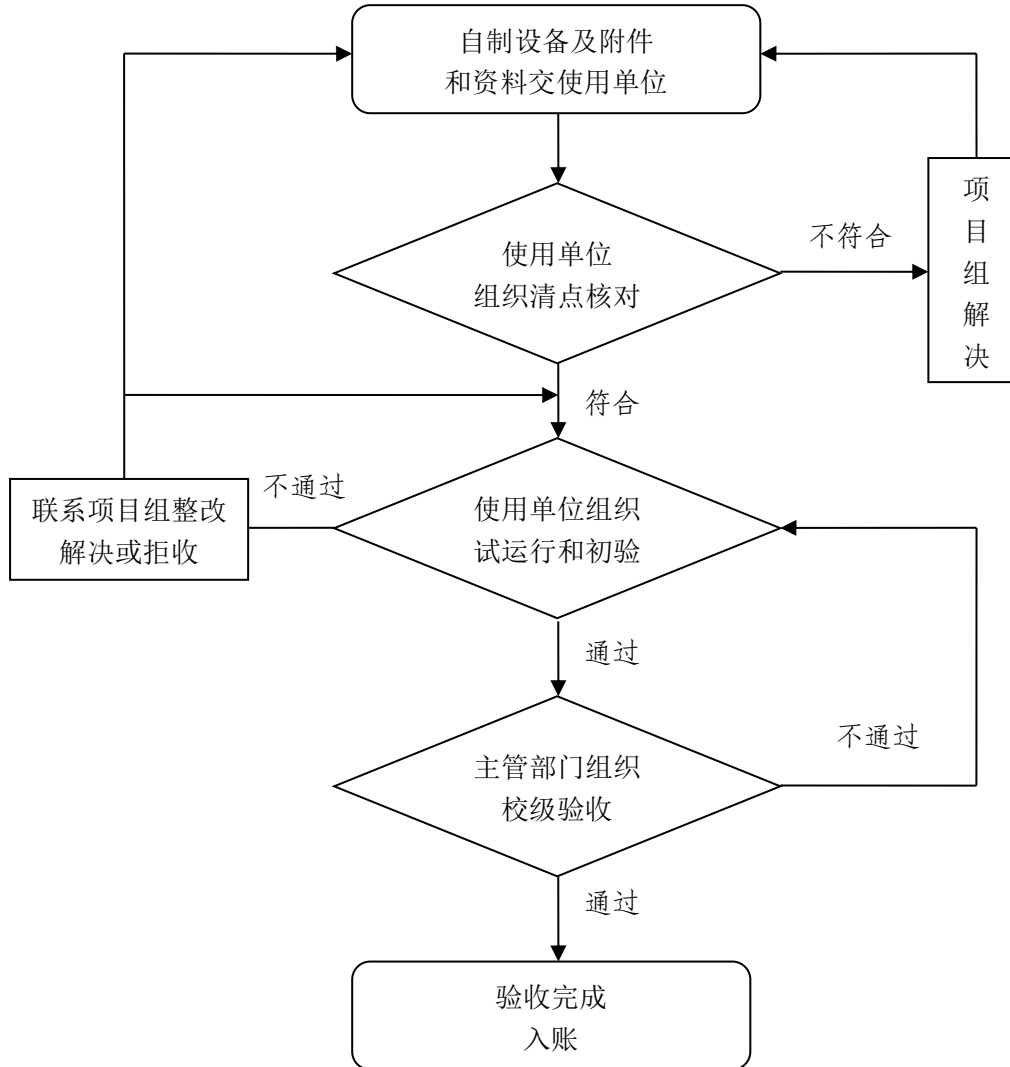 自制设备及附件
和资料交使用单位
项目组解决
不符合
使用单位
组织清点核对
符合
不通过
联系项目组整改
解决或拒收
使用单位组织
试运行和初验
通过
不通过
主管部门组织
校级验收
通过
验收完成
入账